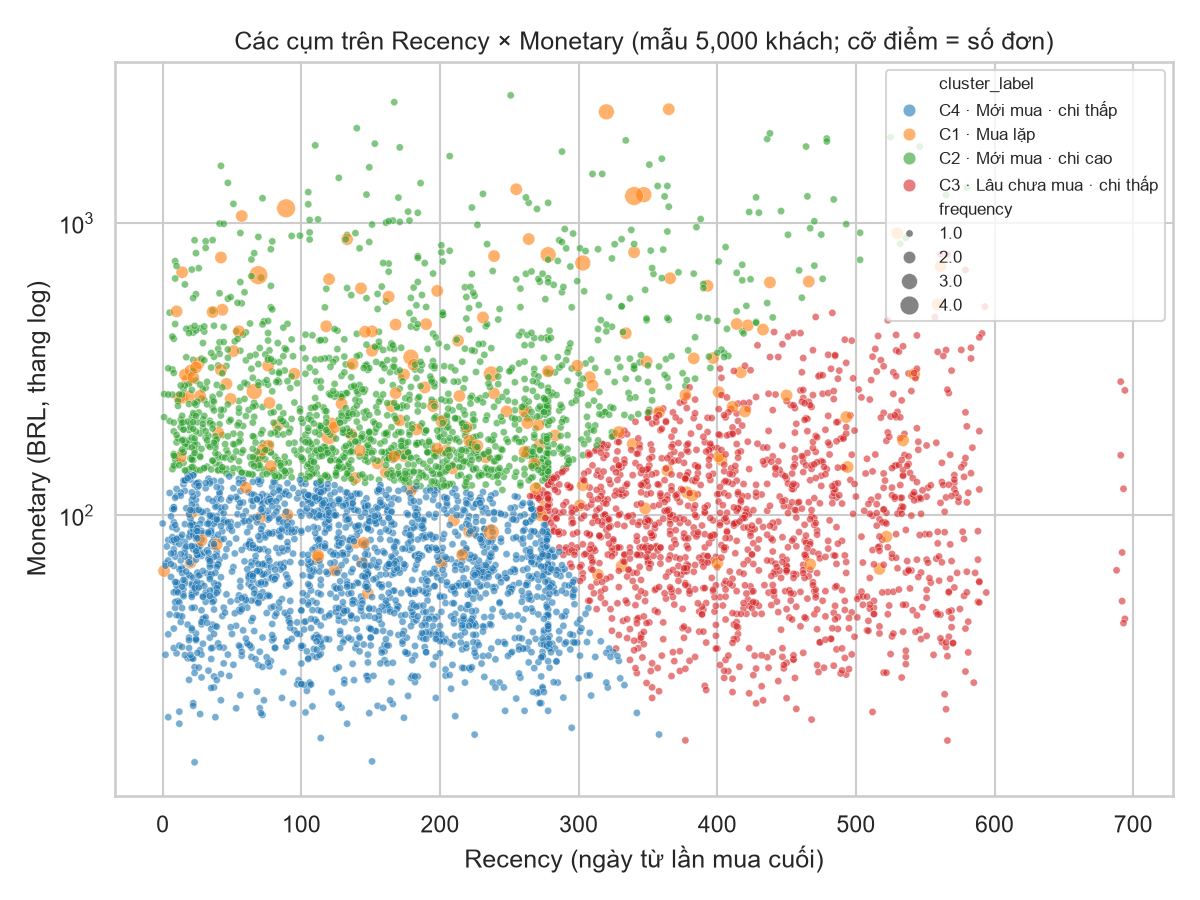 Các cụm trên Recency × Monetary (mẫu 5,000 khách; cỡ điểm = số đơn)
cluster_label
C4 · Mới mua · chi thấp
C1 · Mua lặp
C2 · Mới mua · chi cao
C3 · Lâu chưa mua · chi thấp
frequency
1.0
2.0
3.0
4.0
Monetary (BRL, thang log)
10³
10²
0 100 200 300 400 500 600 700
Recency (ngày từ lần mua cuối)